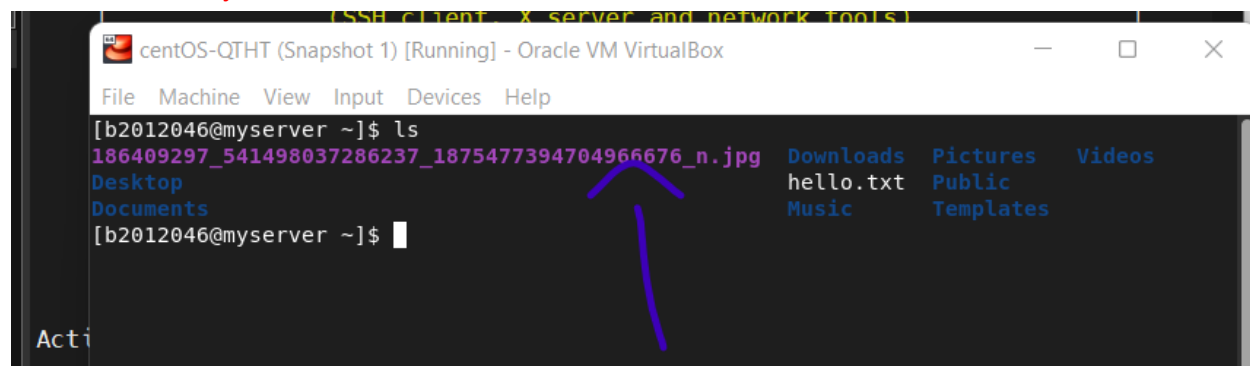 (SSH client, X server and network tools)
centOS-QTHT (Snapshot 1) [Running] - Oracle VM VirtualBox
File Machine View Input Devices Help
[b2012046@myserver ~]$ ls
186409297_541498037286237_1875477394704966676_n.jpg Downloads Pictures Videos
Desktop hello.txt Public
Documents Music Templates
[b2012046@myserver ~]$
Acti